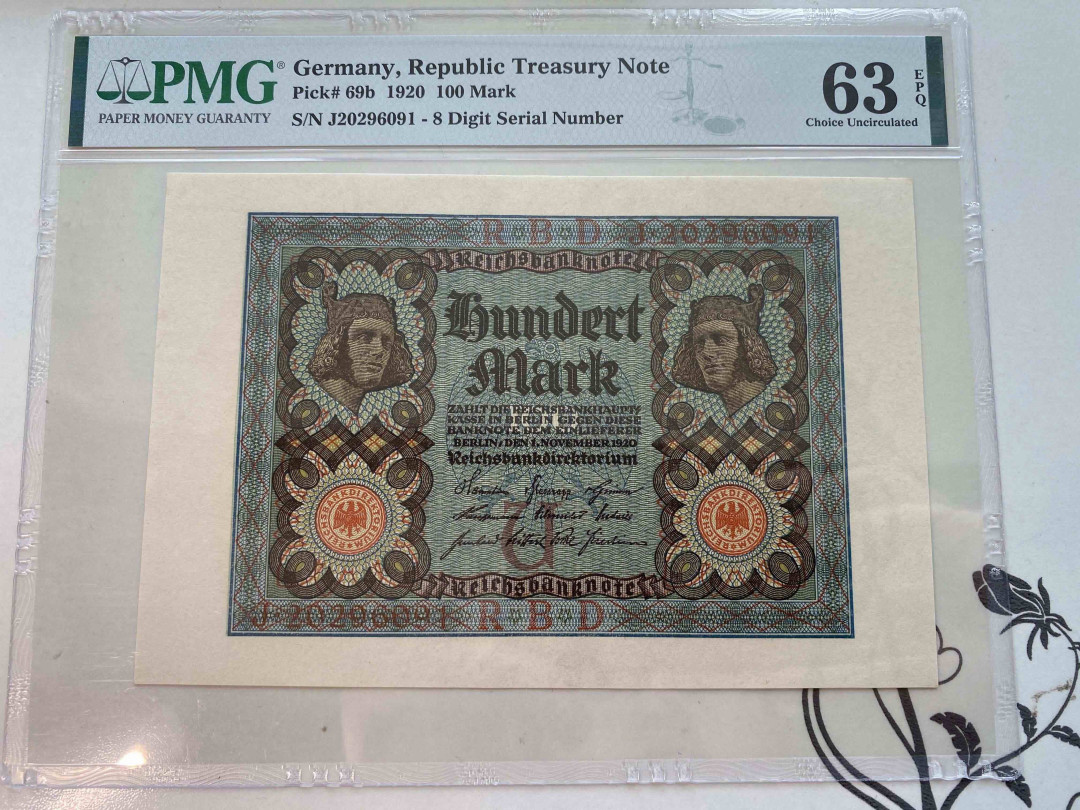 PMG®
PAPER MONEY GUARANTY
Germany, Republic Treasury Note
Pick# 69b 1920 100 Mark
S/N J20296091 - 8 Digit Serial Number
63 EPQ
Choice Uncirculated
R·B·D J·20296091
Reichsbanknote
Hundert
Mark
ZAHLT DIE REICHSBANKHAUPT-
KASSE IN BERLIN GEGEN DIESE
BANKNOTE DEM EINLIEFERER
BERLIN, DEN 1. NOVEMBER 1920
Reichsbankdirektorium
REICHSBANKDIREKTORIUM
REICHSBANKDIREKTORIUM
Reichsbanknote
J·20296091 R·B·D